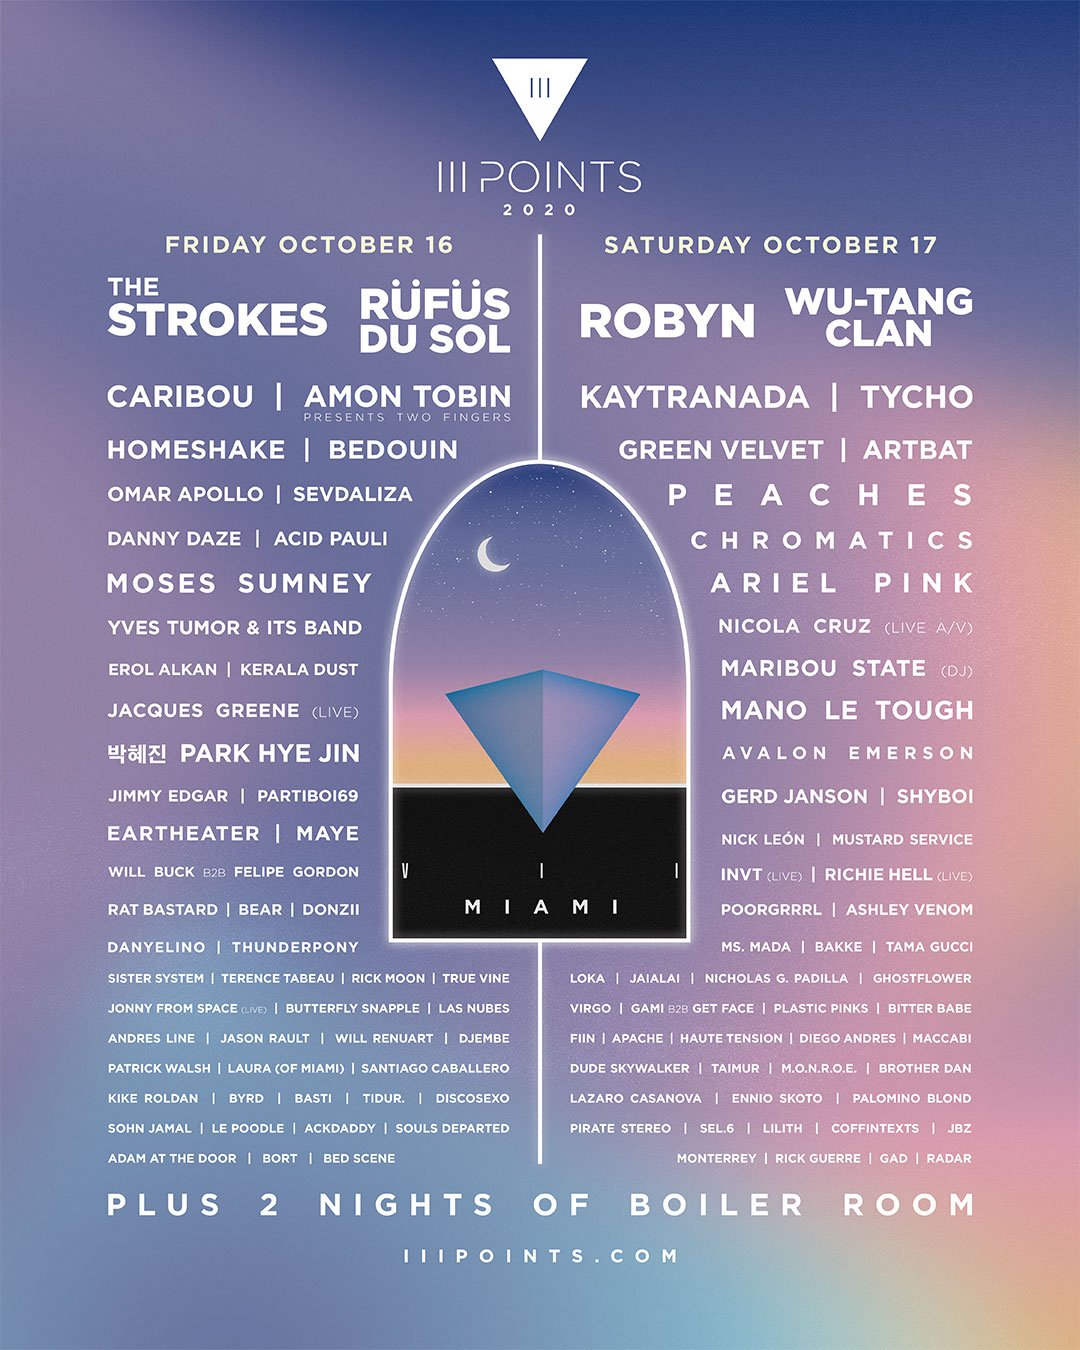 III
III POINTS
2020
FRIDAY OCTOBER 16
THE
STROKES
RÜFÜS
DU SOL
CARIBOU | AMON TOBIN
PRESENTS TWO FINGERS
HOMESHAKE | BEDOUIN
OMAR APOLLO | SEVDALIZA
DANNY DAZE | ACID PAULI
MOSES SUMNEY
YVES TUMOR & ITS BAND
EROL ALKAN | KERALA DUST
JACQUES GREENE (LIVE)
박혜진 PARK HYE JIN
JIMMY EDGAR | PARTIBOI69
EARTHEATER | MAYE
WILL BUCK B2B FELIPE GORDON
RAT BASTARD | BEAR | DONZII
DANYELINO | THUNDERPONY
SISTER SYSTEM | TERENCE TABEAU | RICK MOON | TRUE VINE
JONNY FROM SPACE (LIVE) | BUTTERFLY SNAPPLE | LAS NUBES
ANDRES LINE | JASON RAULT | WILL RENUART | DJEMBE
PATRICK WALSH | LAURA (OF MIAMI) | SANTIAGO CABALLERO
KIKE ROLDAN | BYRD | BASTI | TIDUR. | DISCOSEXO
SOHN JAMAL | LE POODLE | ACKDADDY | SOULS DEPARTED
ADAM AT THE DOOR | BORT | BED SCENE
SATURDAY OCTOBER 17
ROBYN
WU-TANG
CLAN
KAYTRANADA | TYCHO
GREEN VELVET | ARTBAT
PEACHES
CHROMATICS
ARIEL PINK
NICOLA CRUZ (LIVE A/V)
MARIBOU STATE (DJ)
MANO LE TOUGH
AVALON EMERSON
GERD JANSON | SHYBOI
NICK LEÓN | MUSTARD SERVICE
INVT (LIVE) | RICHIE HELL (LIVE)
POORGRRRL | ASHLEY VENOM
MS. MADA | BAKKE | TAMA GUCCI
LOKA | JAIALAI | NICHOLAS G. PADILLA | GHOSTFLOWER
VIRGO | GAMI B2B GET FACE | PLASTIC PINKS | BITTER BABE
FIIN | APACHE | HAUTE TENSION | DIEGO ANDRES | MACCABI
DUDE SKYWALKER | TAIMUR | M.O.N.R.O.E. | BROTHER DAN
LAZARO CASANOVA | ENNIO SKOTO | PALOMINO BLOND
PIRATE STEREO | SEL.6 | LILITH | COFFINTEXTS | JBZ
MONTERREY | RICK GUERRE | GAD | RADAR
V I I
MIAMI
PLUS 2 NIGHTS OF BOILER ROOM
IIIPOINTS.COM